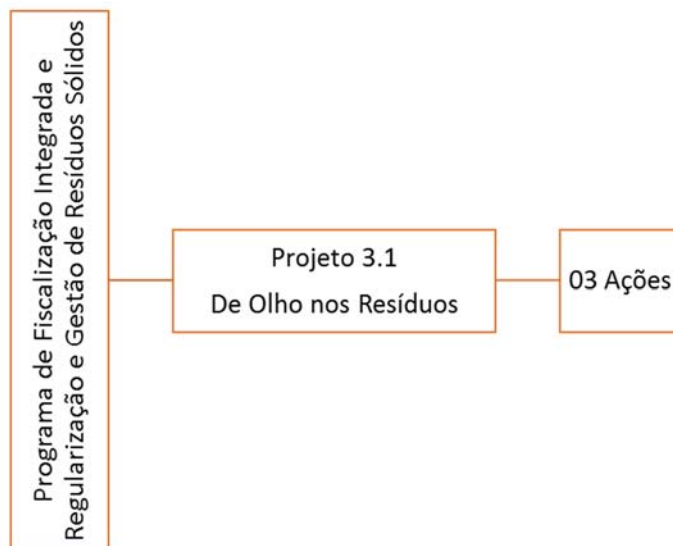 Programa de Fiscalização Integrada e
Regularização e Gestão de Resíduos Sólidos
Projeto 3.1
De Olho nos Resíduos
03 Ações